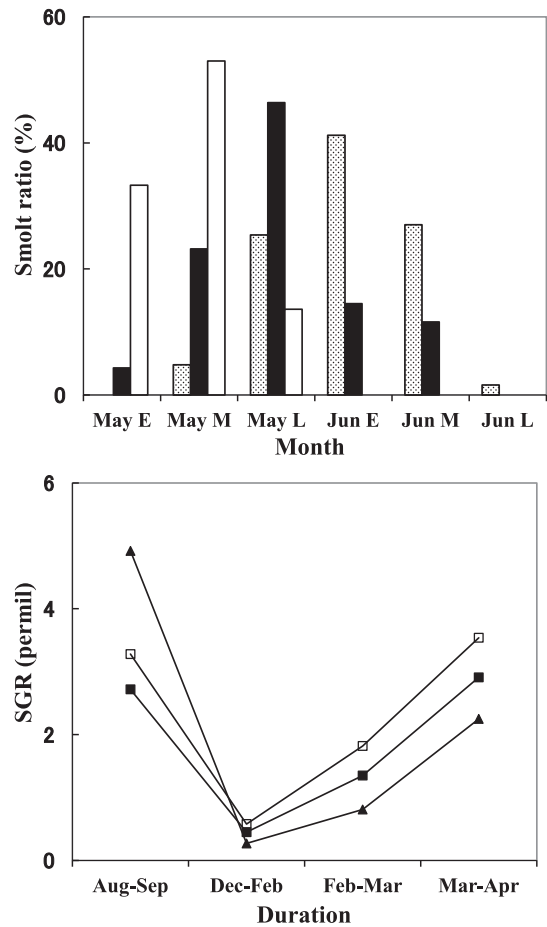 60
40
20
0
Smolt ratio (%)
May E May M May L Jun E Jun M Jun L
Month
6
4
2
0
SGR (permil)
Aug-Sep Dec-Feb Feb-Mar Mar-Apr
Duration